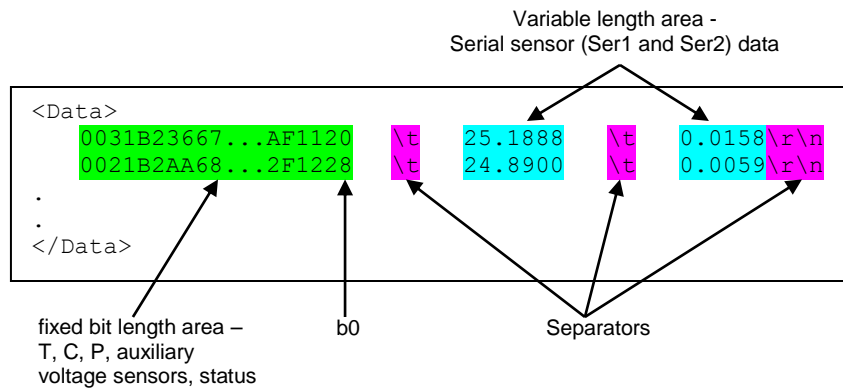 Variable length area -
Serial sensor (Ser1 and Ser2) data
<Data>
0031B23667...AF1120 \t 25.1888 \t 0.0158\r\n
0021B2AA68...2F1228 \t 24.8900 \t 0.0059\r\n
.
.
</Data>
fixed bit length area –
T, C, P, auxiliary
voltage sensors, status
b0
Separators